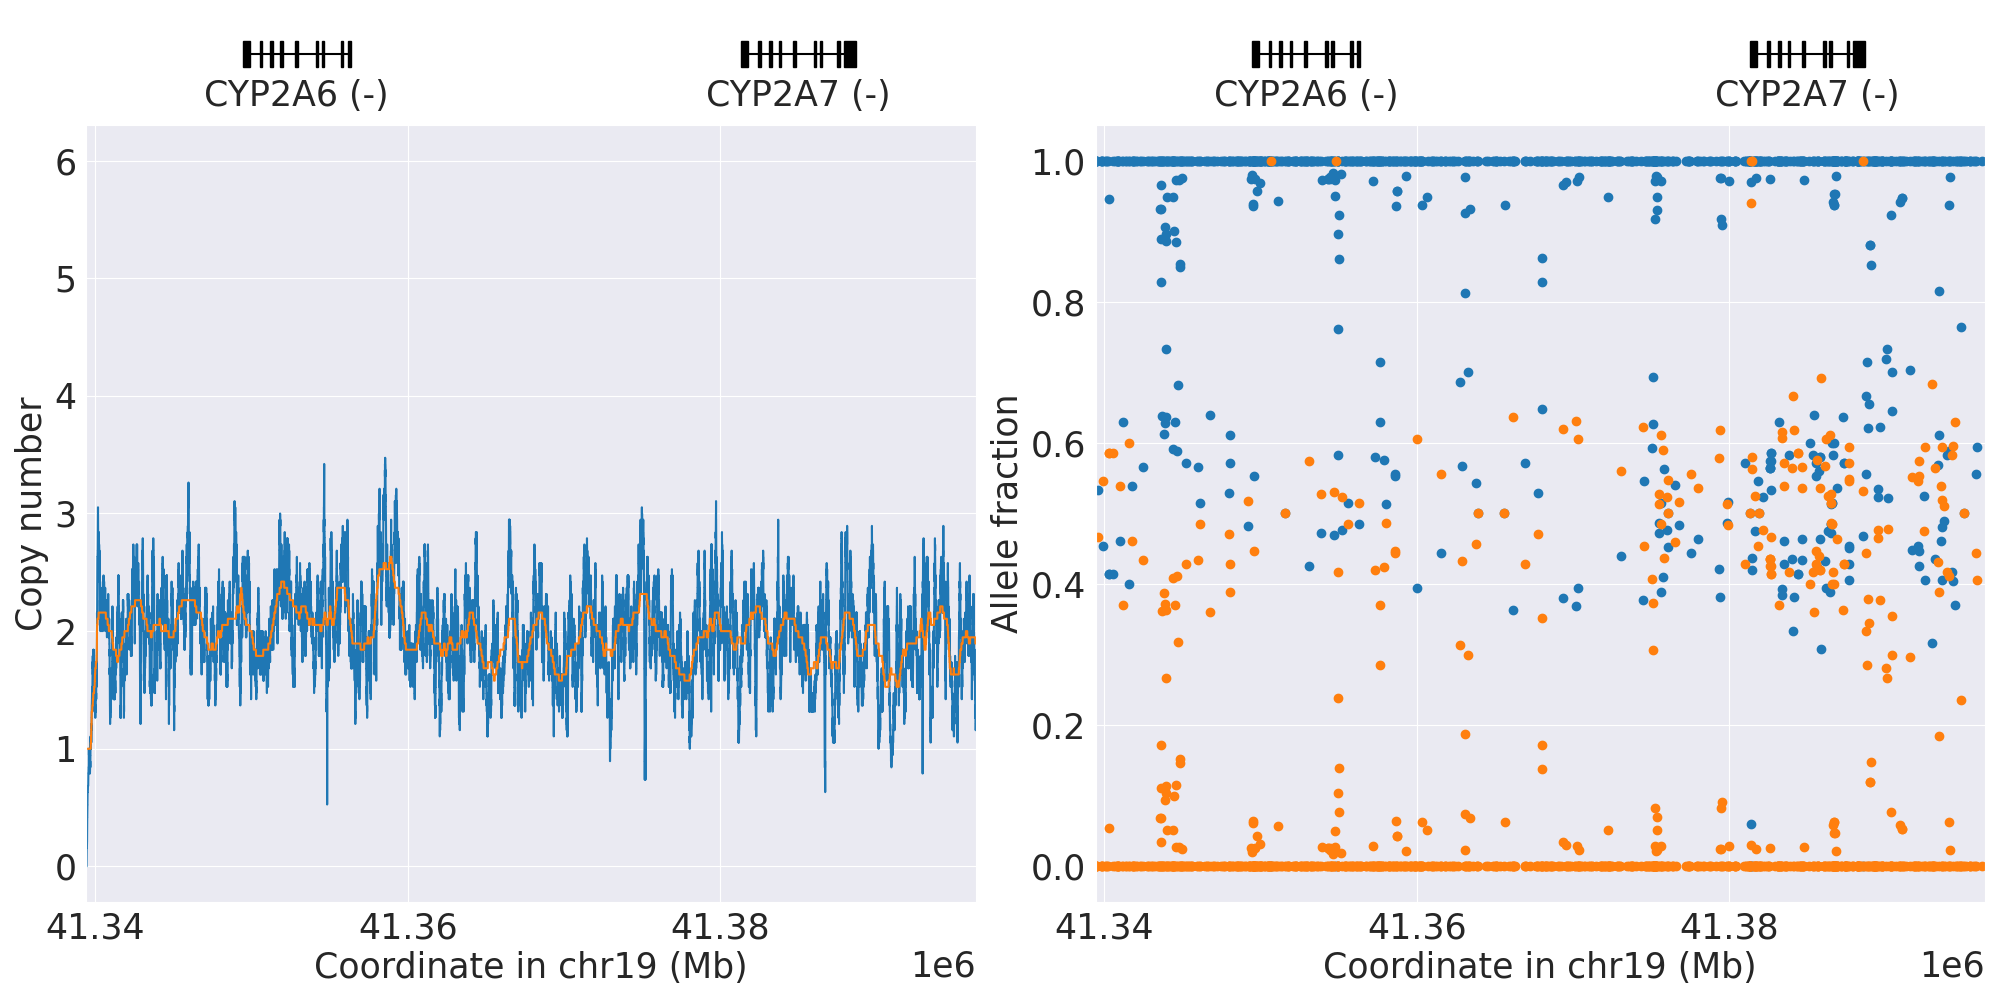 CYP2A6 (-)
CYP2A7 (-)
6
5
4
3
2
1
0
Copy number
41.34
41.36
41.38
Coordinate in chr19 (Mb)
1e6
CYP2A6 (-)
CYP2A7 (-)
1.0
0.8
0.6
0.4
0.2
0.0
Allele fraction
41.34
41.36
41.38
Coordinate in chr19 (Mb)
1e6